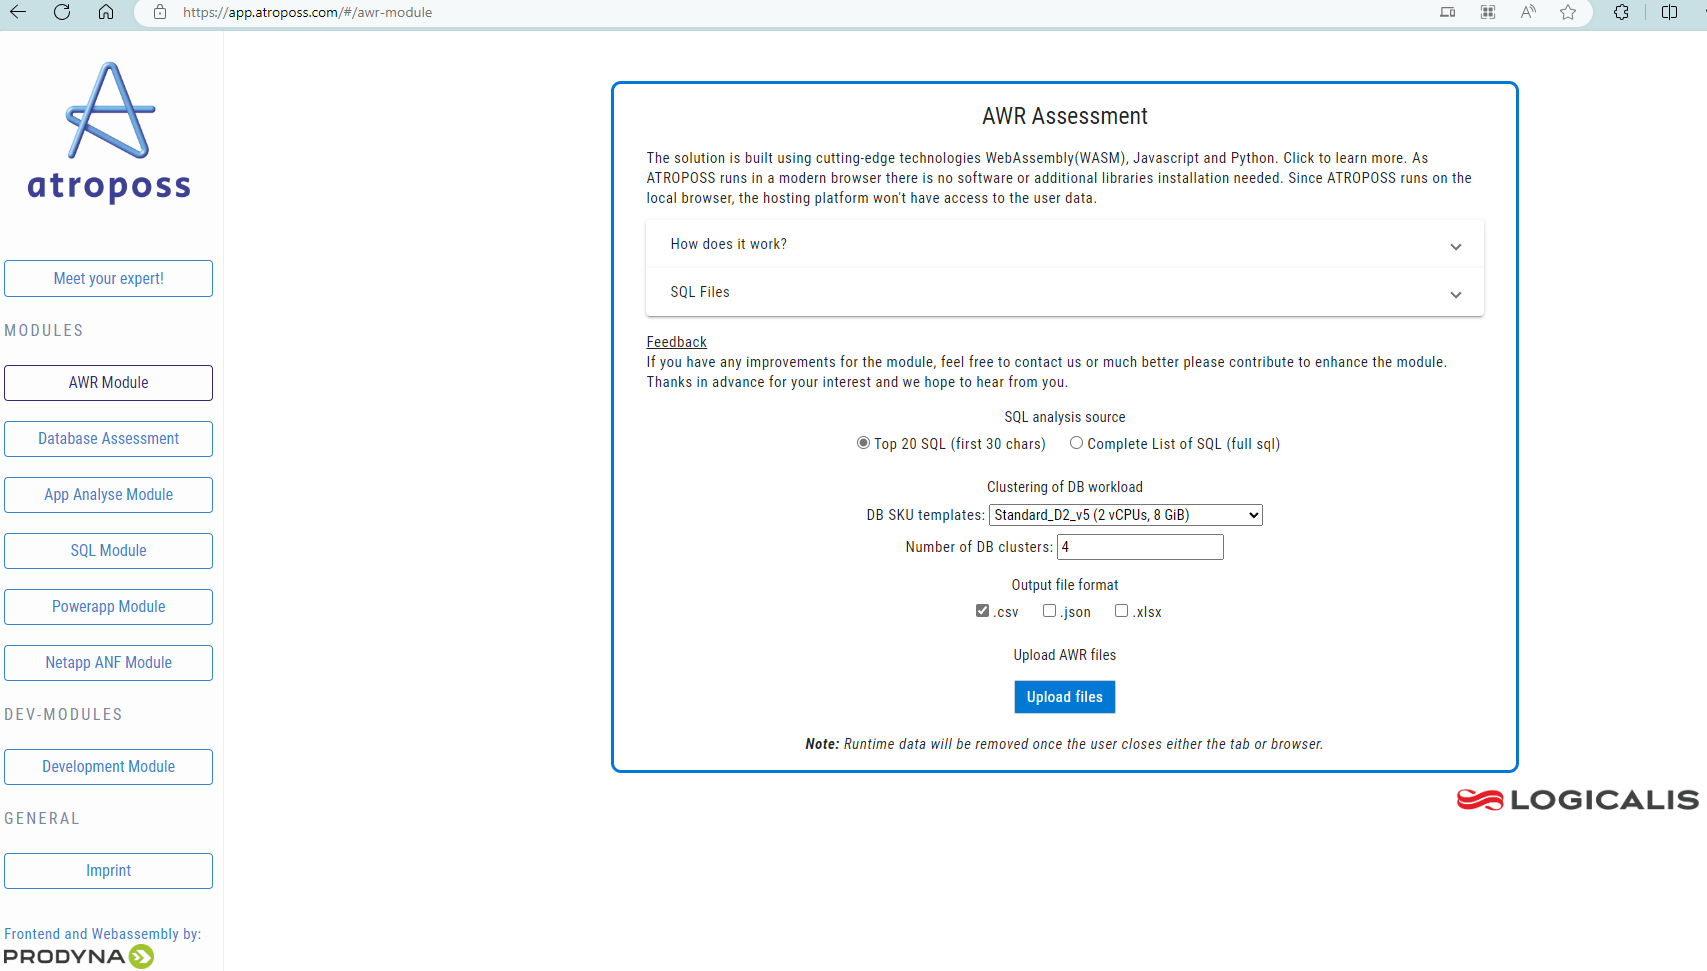 https://app.atroposs.com/#/awr-module
atroposs
Meet your expert!
MODULES
AWR Module
Database Assessment
App Analyse Module
SQL Module
Powerapp Module
Netapp ANF Module
DEV-MODULES
Development Module
GENERAL
Imprint
Frontend and Webassembly by:
PRODYNA
AWR Assessment
The solution is built using cutting-edge technologies WebAssembly(WASM), Javascript and Python. Click to learn more. As
ATROPOSS runs in a modern browser there is no software or additional libraries installation needed. Since ATROPOSS runs on the
local browser, the hosting platform won't have access to the user data.
How does it work?
SQL Files
Feedback
If you have any improvements for the module, feel free to contact us or much better please contribute to enhance the module.
Thanks in advance for your interest and we hope to hear from you.
SQL analysis source
Top 20 SQL (first 30 chars) Complete List of SQL (full sql)
Clustering of DB workload
DB SKU templates: Standard_D2_v5 (2 vCPUs, 8 GiB)
Number of DB clusters: 4
Output file format
.csv .json .xlsx
Upload AWR files
Upload files
Note: Runtime data will be removed once the user closes either the tab or browser.
LOGICALIS